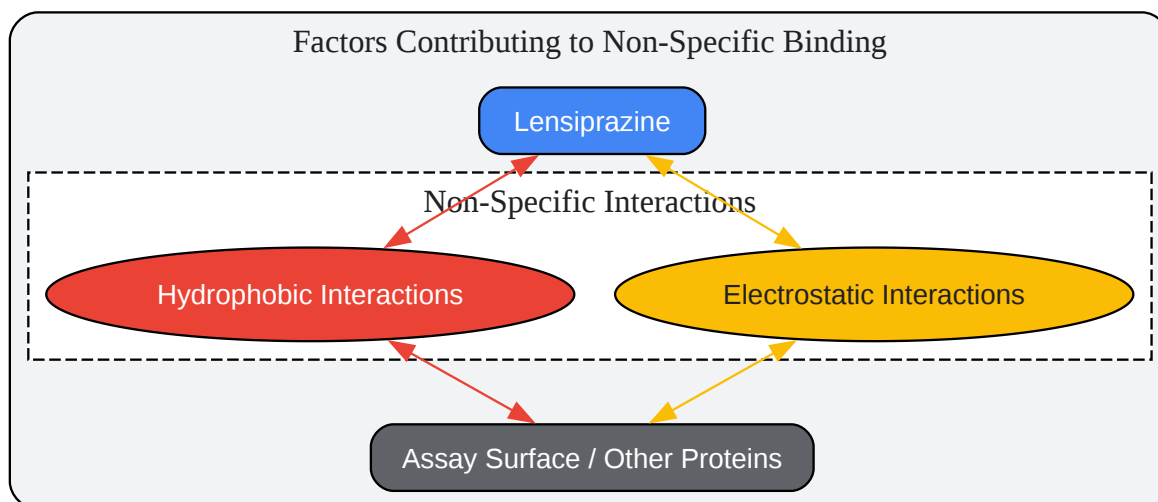 Factors Contributing to Non-Specific Binding
Lensiprazine
Non-Specific Interactions
Hydrophobic Interactions
Electrostatic Interactions
Assay Surface / Other Proteins